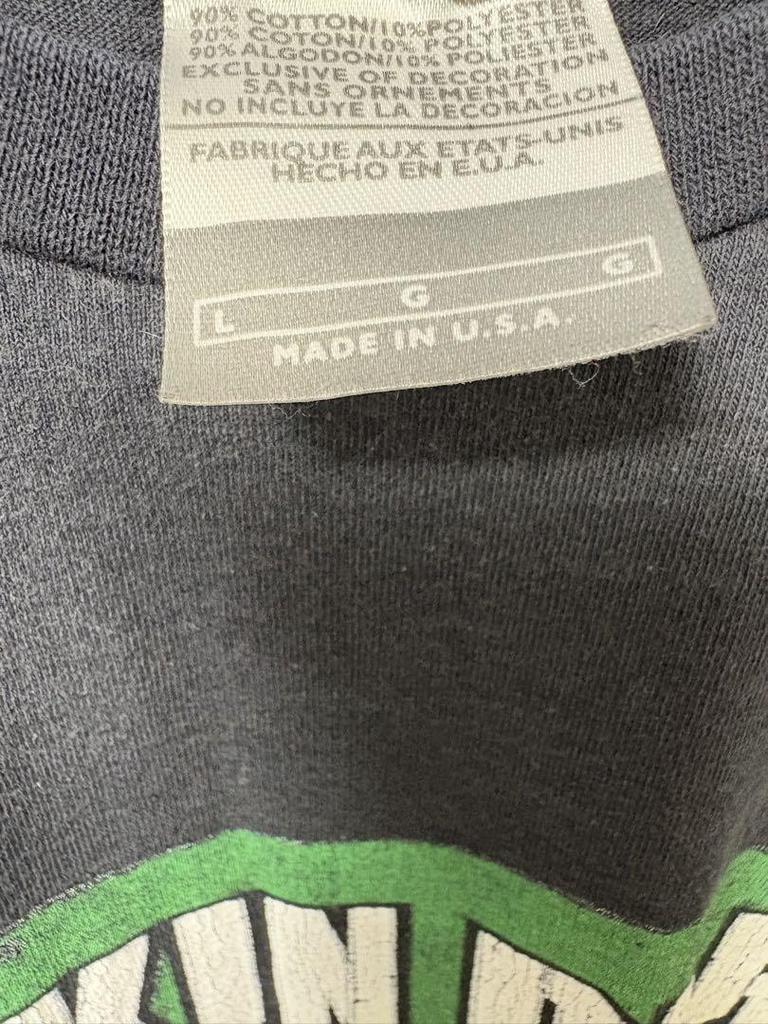 90% COTTON/10% POLYESTER
90% COTON/10% POLYESTER
90% ALGODON/10% POLIESTER
EXCLUSIVE OF DECORATION
SANS ORNEMENTS
NO INCLUYE LA DECORACION
FABRIQUE AUX ETATS-UNIS
HECHO EN E.U.A.
L G G
MADE IN U.S.A.